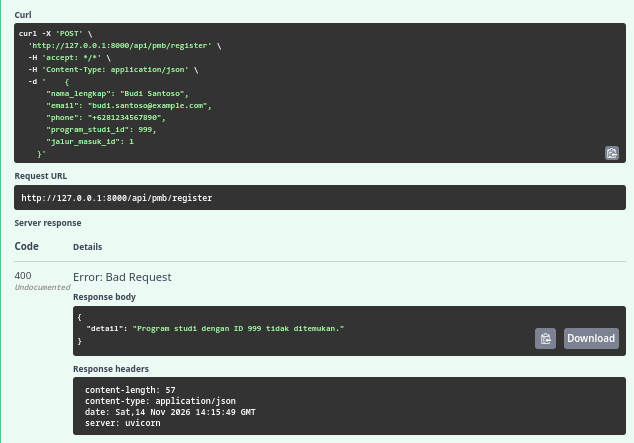 Curl
curl -X 'POST' \
'http://127.0.0.1:8000/api/pmb/register' \
-H 'accept: */*' \
-H 'Content-Type: application/json' \
-d '    {
"nama_lengkap": "Budi Santoso",
"email": "budi.santoso@example.com",
"phone": "+6281234567890",
"program_studi_id": 999,
"jalur_masuk_id": 1
}'
Request URL
http://127.0.0.1:8000/api/pmb/register
Server response
Code Details
400 Error: Bad Request
Undocumented
Response body
{
"detail": "Program studi dengan ID 999 tidak ditemukan."
}
Download
Response headers
content-length: 57
content-type: application/json
date: Sat,14 Nov 2026 14:15:49 GMT
server: uvicorn